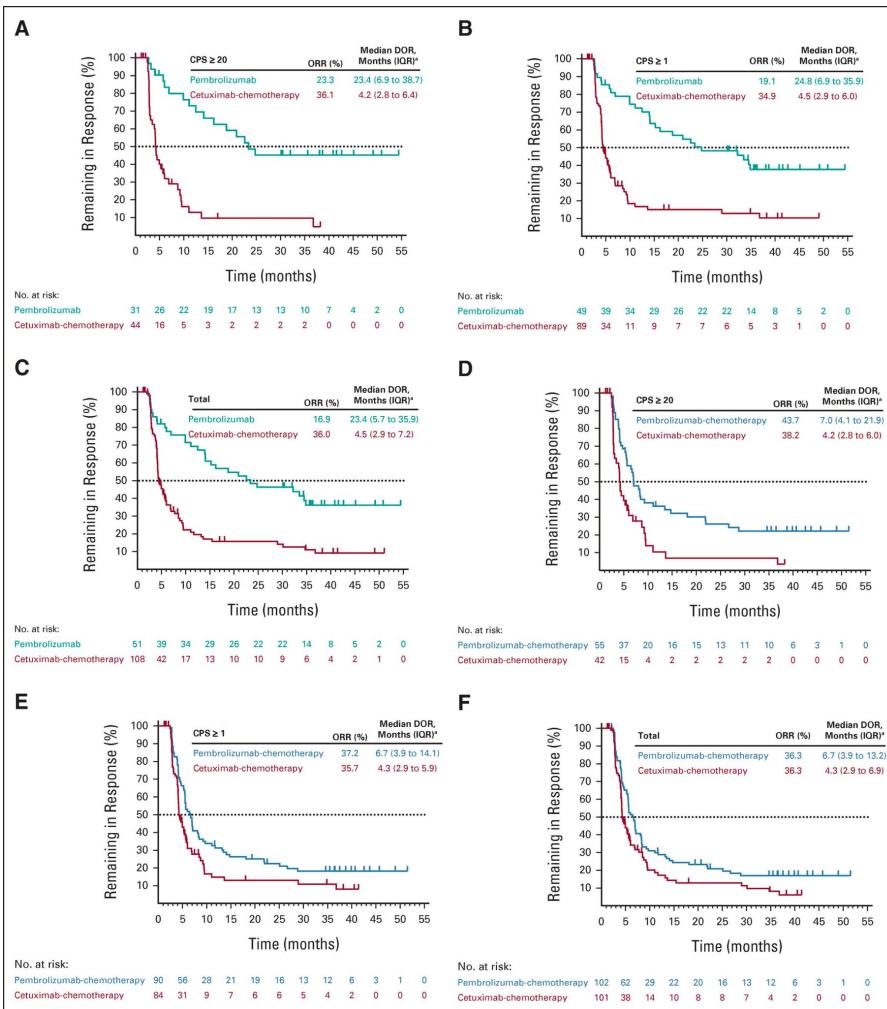 A
CPS ≥ 20 ORR (%) Median DOR, Months (IQR)ᵃ
Pembrolizumab 23.3 23.4 (6.9 to 38.7)
Cetuximab-chemotherapy 36.1 4.2 (2.8 to 6.4)
Remaining in Response (%)
100
90
80
70
60
50
40
30
20
10
0 5 10 15 20 25 30 35 40 45 50 55
Time (months)
No. at risk:
Pembrolizumab 31 26 22 19 17 13 13 10 7 4 2 0
Cetuximab-chemotherapy 44 16 5 3 2 2 2 2 0 0 0 0
B
CPS ≥ 1 ORR (%) Median DOR, Months (IQR)ᵃ
Pembrolizumab 19.1 24.8 (6.9 to 35.9)
Cetuximab-chemotherapy 34.9 4.5 (2.9 to 6.0)
Remaining in Response (%)
100
90
80
70
60
50
40
30
20
10
0 5 10 15 20 25 30 35 40 45 50 55
Time (months)
No. at risk:
Pembrolizumab 49 39 34 29 26 22 22 14 8 5 2 0
Cetuximab-chemotherapy 89 34 11 9 7 7 6 5 3 1 0 0
C
Total ORR (%) Median DOR, Months (IQR)ᵃ
Pembrolizumab 16.9 23.4 (5.7 to 35.9)
Cetuximab-chemotherapy 36.0 4.5 (2.9 to 7.2)
Remaining in Response (%)
100
90
80
70
60
50
40
30
20
10
0 5 10 15 20 25 30 35 40 45 50 55
Time (months)
No. at risk:
Pembrolizumab 51 39 34 29 26 22 22 14 8 5 2 0
Cetuximab-chemotherapy 108 42 17 13 10 10 9 6 4 2 1 0
D
CPS ≥ 20 ORR (%) Median DOR, Months (IQR)ᵃ
Pembrolizumab-chemotherapy 43.7 7.0 (4.1 to 21.9)
Cetuximab-chemotherapy 38.2 4.2 (2.8 to 6.0)
Remaining in Response (%)
100
90
80
70
60
50
40
30
20
10
0 5 10 15 20 25 30 35 40 45 50 55
Time (months)
No. at risk:
Pembrolizumab-chemotherapy 55 37 20 16 15 13 11 10 6 3 1 0
Cetuximab-chemotherapy 42 15 4 2 2 2 2 2 0 0 0 0
E
CPS ≥ 1 ORR (%) Median DOR, Months (IQR)ᵃ
Pembrolizumab-chemotherapy 37.2 6.7 (3.9 to 14.1)
Cetuximab-chemotherapy 35.7 4.3 (2.9 to 5.9)
Remaining in Response (%)
100
90
80
70
60
50
40
30
20
10
0 5 10 15 20 25 30 35 40 45 50 55
Time (months)
No. at risk:
Pembrolizumab-chemotherapy 90 56 28 21 19 16 13 12 6 3 1 0
Cetuximab-chemotherapy 84 31 9 7 6 6 5 4 2 0 0 0
F
Total ORR (%) Median DOR, Months (IQR)ᵃ
Pembrolizumab-chemotherapy 36.3 6.7 (3.9 to 13.2)
Cetuximab-chemotherapy 36.3 4.3 (2.9 to 6.9)
Remaining in Response (%)
100
90
80
70
60
50
40
30
20
10
0 5 10 15 20 25 30 35 40 45 50 55
Time (months)
No. at risk:
Pembrolizumab-chemotherapy 102 62 29 22 20 16 13 12 6 3 1 0
Cetuximab-chemotherapy 101 38 14 10 8 8 7 4 2 0 0 0